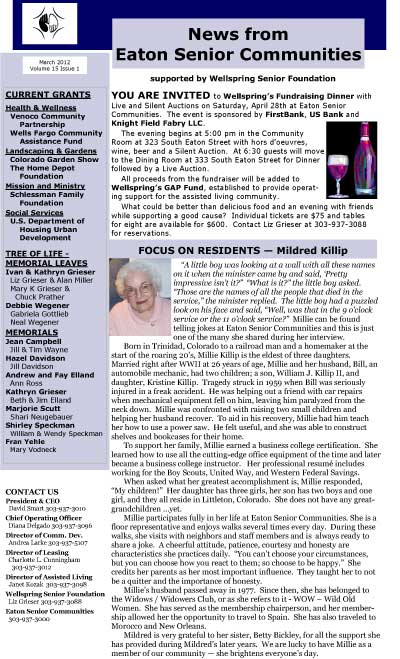 News from
Eaton Senior Communities
March 2012
Volume 15 Issue 1
supported by Wellspring Senior Foundation
CURRENT GRANTS
Health & Wellness
Venoco Community
Partnership
Wells Fargo Community
Assistance Fund
Landscaping & Gardens
Colorado Garden Show
The Home Depot
Foundation
Mission and Ministry
Schlessman Family
Foundation
Social Services
U.S. Department of
Housing Urban
Development
TREE OF LIFE -
MEMORIAL LEAVES
Ivan & Kathryn Grieser
Liz Grieser & Alan Miller
Mary K Grieser &
Chuck Prather
Debbie Wegener
Gabriela Gottlieb
Neal Wegener
MEMORIALS
Jean Campbell
Jill & Tim Wayne
Hazel Davidson
Jill Davidson
Andrew and Fay Elland
Ann Ross
Kathryn Grieser
Beth & Jim Elland
Marjorie Scutt
Shari Neugebauer
Shirley Speckman
William & Wendy Speckman
Fran Yehle
Mary Vodneck
CONTACT US
President & CEO
David Smart 303-937-3010
Chief Operating Officer
Diana Delgado 303-937-3096
Director of Comm. Dev.
Andrea Larke 303-937-5107
Director of Leasing
Charlotte L. Cunningham
303-937-3012
Director of Assisted Living
Janet Kozak 303-937-3098
Wellspring Senior Foundation
Liz Grieser 303-937-3088
Eaton Senior Communities
303-937-3000
YOU ARE INVITED to Wellspring's Fundraising Dinner with
Live and Silent Auctions on Saturday, April 28th at Eaton Senior
Communities. The event is sponsored by FirstBank, US Bank and
Knight Field Fabry LLC.
The evening begins at 5:00 pm in the Community
Room at 323 South Eaton Street with hors d'oeuvres,
wine, beer and a Silent Auction. At 6:30 guests will move
to the Dining Room at 333 South Eaton Street for Dinner
followed by a Live Auction.
All proceeds from the fundraiser will be added to
Wellspring's GAP Fund, established to provide operat-
ing support for the assisted living community.
What could be better than delicious food and an evening with friends
while supporting a good cause? Individual tickets are $75 and tables
for eight are available for $600. Contact Liz Grieser at 303-937-3088
for reservations.
FOCUS ON RESIDENTS — Mildred Killip
"A little boy was looking at a wall with all these names
on it when the minister came by and said, 'Pretty
impressive isn't it?' "What is it?" the little boy asked.
"Those are the names of all the people that died in the
service," the minister replied. The little boy had a puzzled
look on his face and said, "Well, was that in the 9 o'clock
service or the 11 o'clock service?" Millie can be found
telling jokes at Eaton Senior Communities and this is just
one of the many she shared during her interview.
Born in Trinidad, Colorado to a railroad man and a homemaker at the
start of the roaring 20's, Millie Killip is the eldest of three daughters.
Married right after WWII at 26 years of age, Millie and her husband, Bill, an
automobile mechanic, had two children; a son, William J. Killip II, and
daughter, Kristine Killip. Tragedy struck in 1959 when Bill was seriously
injured in a freak accident. He was helping out a friend with car repairs
when mechanical equipment fell on him, leaving him paralyzed from the
neck down. Millie was confronted with raising two small children and
helping her husband recover. To aid in his recovery, Millie had him teach
her how to use a power saw. He felt useful, and she was able to construct
shelves and bookcases for their home.
To support her family, Millie earned a business college certification. She
learned how to use all the cutting-edge office equipment of the time and later
became a business college instructor. Her professional resumé includes
working for the Boy Scouts, United Way, and Western Federal Savings.
When asked what her greatest accomplishment is, Millie responded,
"My children!" Her daughter has three girls, her son has two boys and one
girl, and they all reside in Littleton, Colorado. She does not have any great-
grandchildren ...yet.
Millie participates fully in her life at Eaton Senior Communities. She is a
floor representative and enjoys walks several times every day. During these
walks, she visits with neighbors and staff members and is always ready to
share a joke. A cheerful attitude, patience, courtesy and honesty are
characteristics she practices daily. "You can't choose your circumstances,
but you can choose how you react to them; so choose to be happy." She
credits her parents as her most important influence. They taught her to not
be a quitter and the importance of honesty.
Millie's husband passed away in 1977. Since then, she has belonged to
the Widows / Widowers Club, or as she refers to it - WOW – Wild Old
Women. She has served as the membership chairperson, and her member-
ship allowed her the opportunity to travel to Spain. She has also traveled to
Morocco and New Orleans.
Mildred is very grateful to her sister, Betty Bickley, for all the support she
has provided during Mildred's later years. We are lucky to have Millie as a
member of our community — she brightens everyone's day.